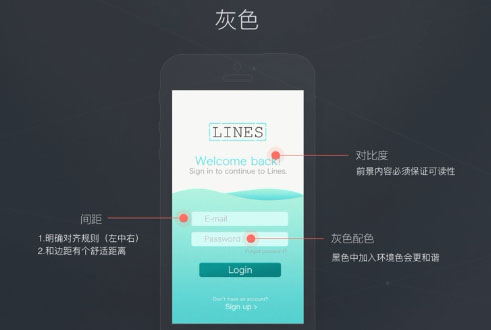 灰色
LINES
Welcome back!
Sign in to continue to Lines.
对比度
前景内容必须保证可读性
间距
1.明确对齐规则（左中右）
2.和边距有个舒适距离
E-mail
Password
灰色配色
黑色中加入环境色会更和谐
Forgot password?
Login
Don't have an account?
Sign up >